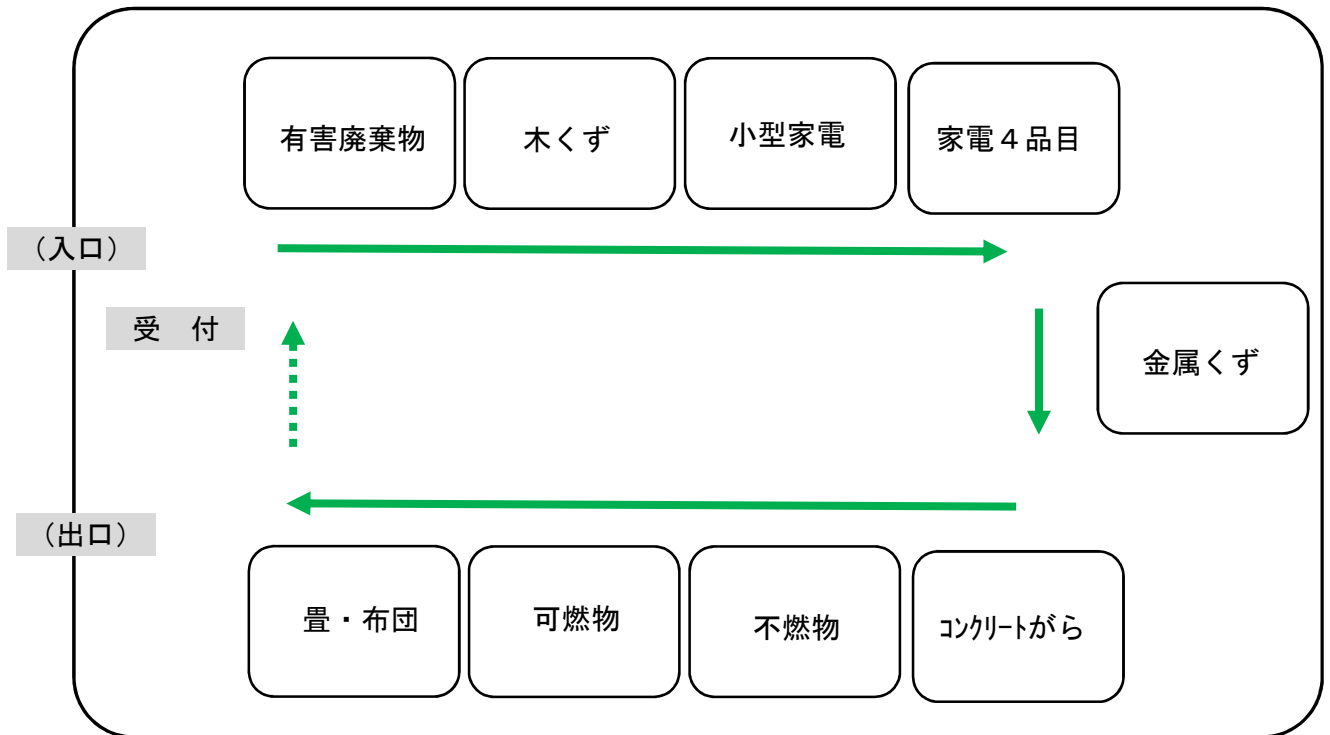 有害廃棄物
木くず
小型家電
家電４品目
（入口）
受　付
金属くず
（出口）
畳・布団
可燃物
不燃物
ｺﾝｸﾘｰﾄがら